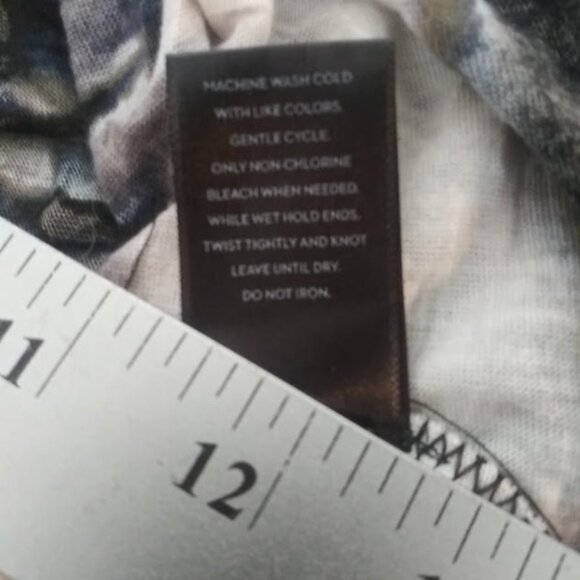 MACHINE WASH COLD
WITH LIKE COLORS.
GENTLE CYCLE.
ONLY NON-CHLORINE
BLEACH WHEN NEEDED.
WHILE WET HOLD ENDS,
TWIST TIGHTLY AND KNOT
LEAVE UNTIL DRY.
DO NOT IRON.
11
12